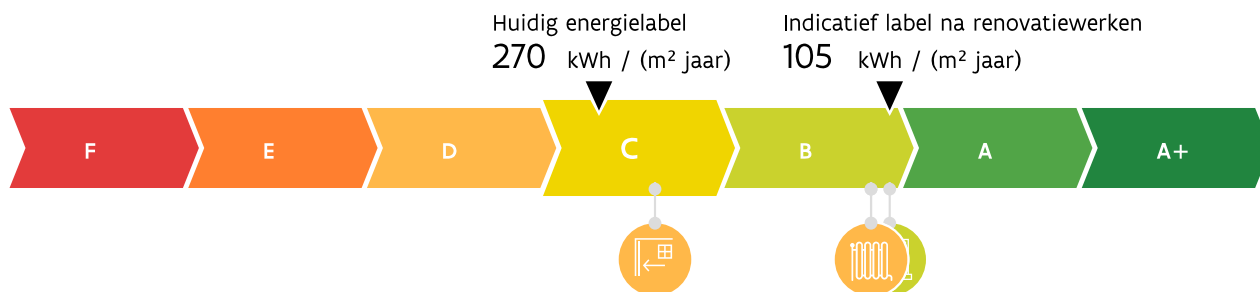 Huidig energielabel
270 kWh / (m² jaar)
Indicatief label na renovatiewerken
105 kWh / (m² jaar)
F E D C B A A+